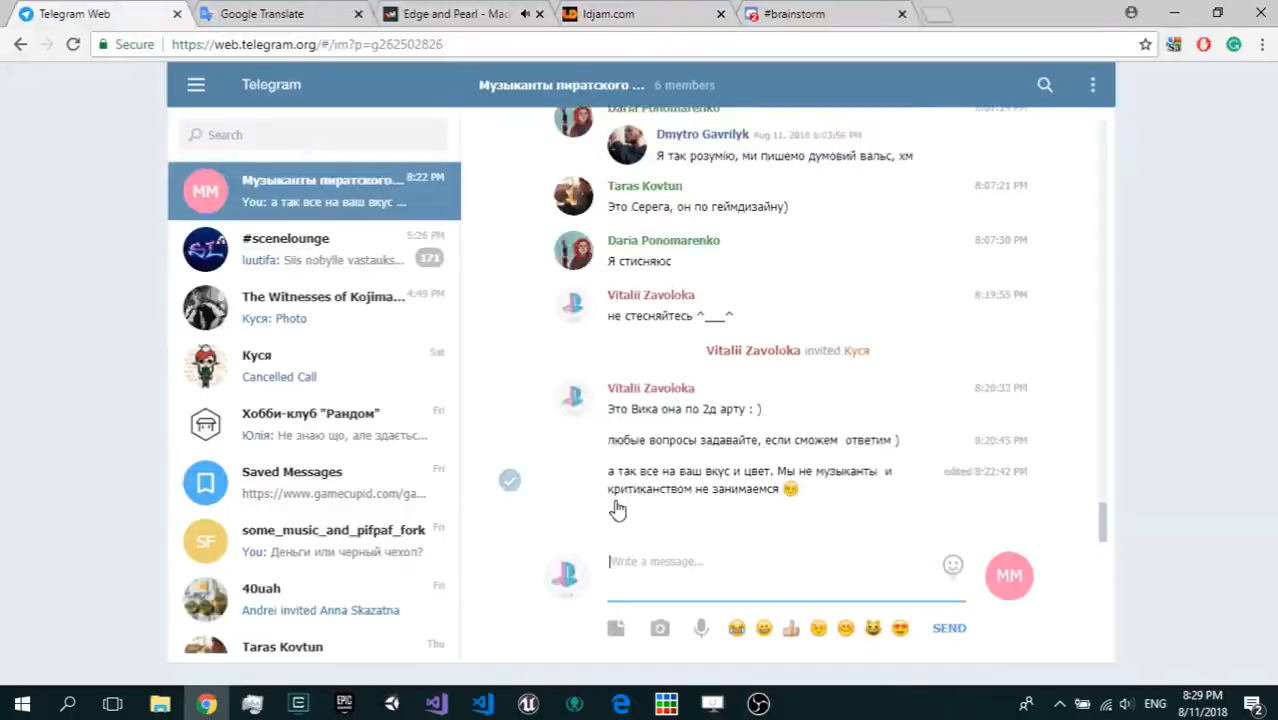 Telegram Web
Google Translate
Edge and Pearl - Mac
ldjam.com
#brainstorm
Secure
https://web.telegram.org/#/im?p=g262502826
Telegram
Музыканты пиратского ... 6 members
Search
Музыканты пиратского... 8:22 PM
MM
You: а так все на ваш вкус ...
#scenelounge 5:26 PM
luutifa: Siis nobylle vastauks... 171
The Witnesses of Kojima... 4:49 PM
Куся: Photo
Куся Sat
Cancelled Call
Хобби-клуб "Рандом" Fri
Юлія: Не знаю що, але здаєтьс...
Saved Messages Fri
https://www.gamecupid.com/ga...
some_music_and_pifpaf_fork Fri
SF
You: Деньги или черный чехол?
40uah Fri
Andrei invited Anna Skazatna
Taras Kovtun Thu
Daria Ponomarenko
Dmytro Gavrilyk Aug 11, 2018 8:03:56 PM
Я так розумію, ми пишемо думовий вальс, хм
Taras Kovtun 8:07:21 PM
Это Серега, он по геймдизайну)
Daria Ponomarenko 8:07:30 PM
Я стисняюс
Vitalii Zavoloka 8:19:55 PM
не стесняйтесь ^___^
Vitalii Zavoloka invited Куся
Vitalii Zavoloka 8:20:37 PM
Это Вика она по 2д арту : )
любые вопросы задавайте, если сможем ответим ) 8:20:45 PM
а так все на ваш вкус и цвет. Мы не музыканты и edited 8:22:42 PM
критиканством не занимаемся 😁
Write a message...
MM
SEND
EPIC GAMES
ENG
8:29 PM
8/11/2018
2